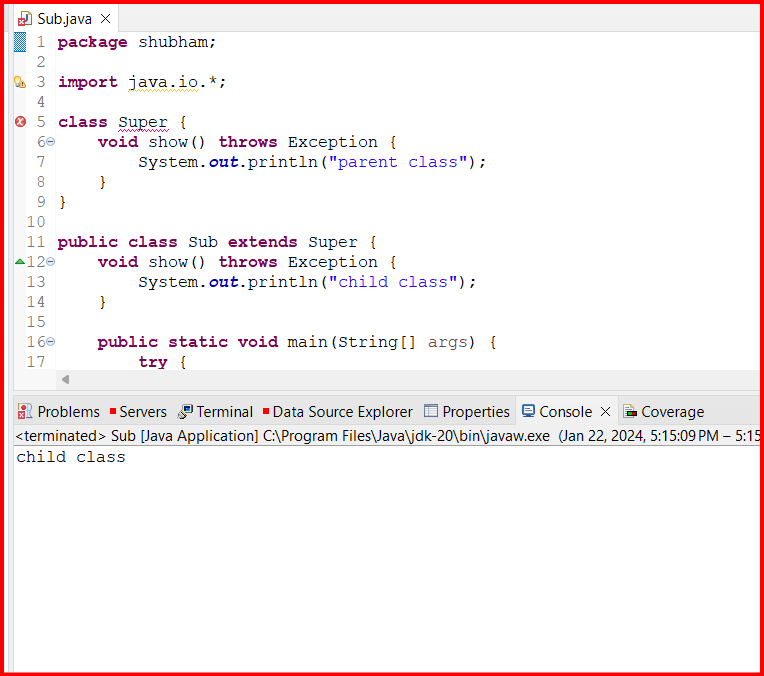 Sub.java
1 package shubham;
2
3 import java.io.*;
4
5 class Super {
6 void show() throws Exception {
7 System.out.println("parent class");
8 }
9 }
10
11 public class Sub extends Super {
12 void show() throws Exception {
13 System.out.println("child class");
14 }
15
16 public static void main(String[] args) {
17 try {
Problems Servers Terminal Data Source Explorer Properties Console Coverage
<terminated> Sub [Java Application] C:\Program Files\Java\jdk-20\bin\javaw.exe (Jan 22, 2024, 5:15:09 PM – 5:15
child class